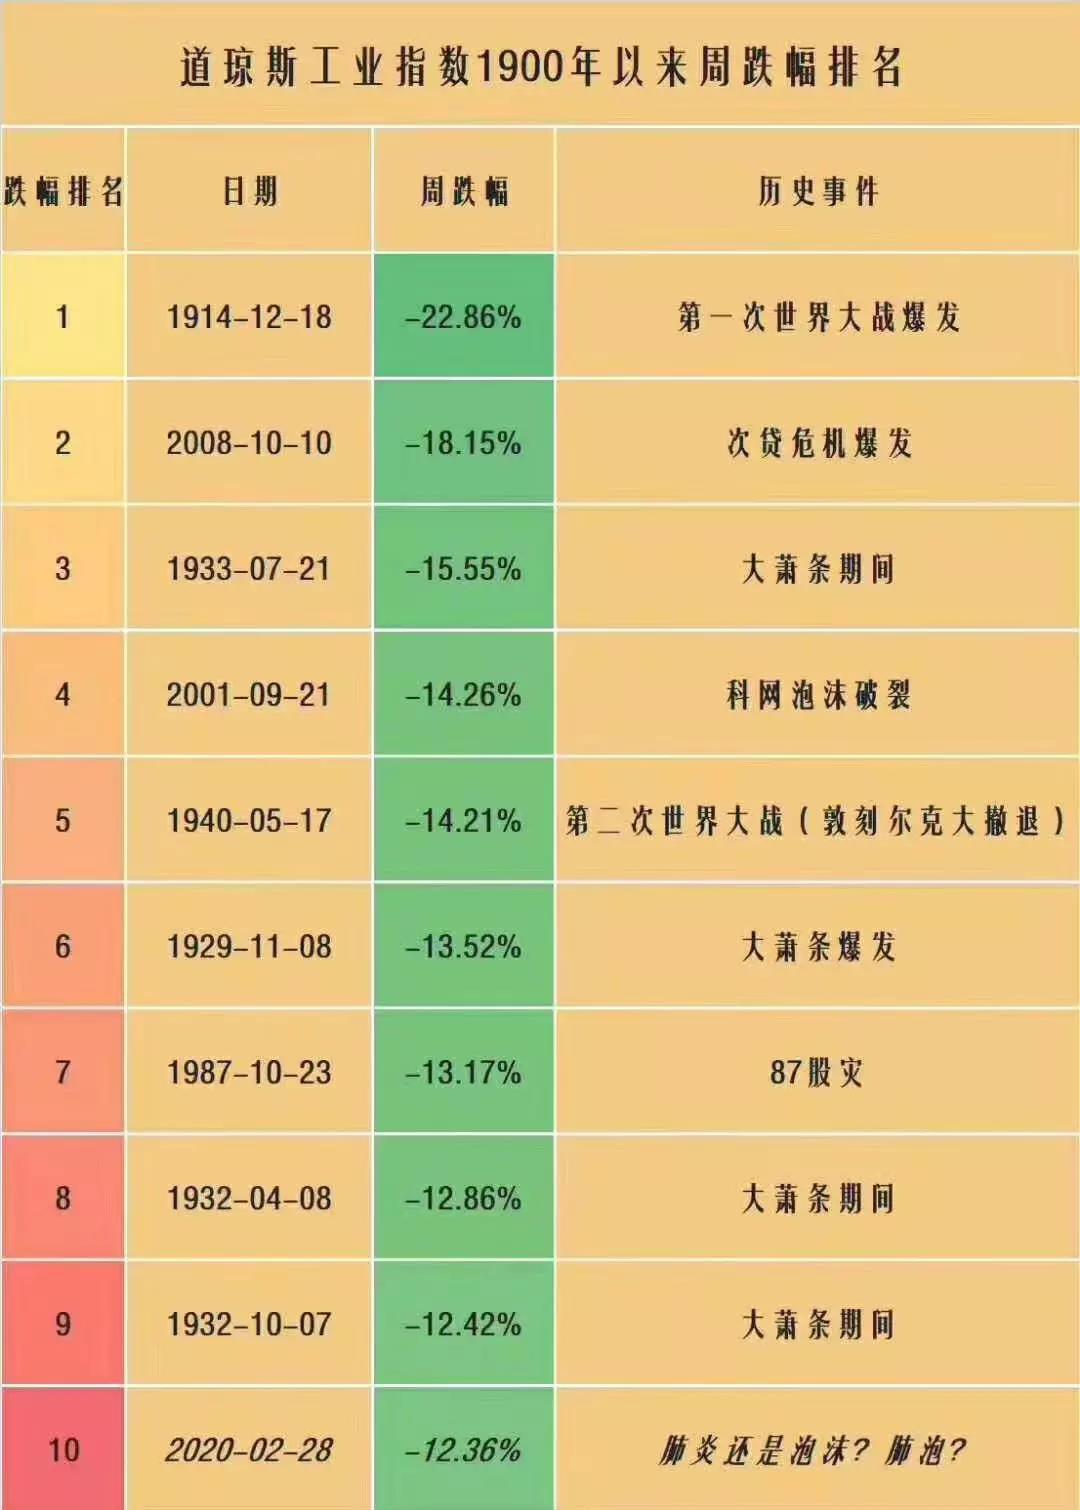 道琼斯工业指数1900年以来周跌幅排名
跌幅排名 日期 周跌幅 历史事件
1 1914-12-18 -22.86% 第一次世界大战爆发
2 2008-10-10 -18.15% 次贷危机爆发
3 1933-07-21 -15.55% 大萧条期间
4 2001-09-21 -14.26% 科网泡沫破裂
5 1940-05-17 -14.21% 第二次世界大战（敦刻尔克大撤退）
6 1929-11-08 -13.52% 大萧条爆发
7 1987-10-23 -13.17% 87股灾
8 1932-04-08 -12.86% 大萧条期间
9 1932-10-07 -12.42% 大萧条期间
10 2020-02-28 -12.36% 肺炎还是泡沫？肺泡？